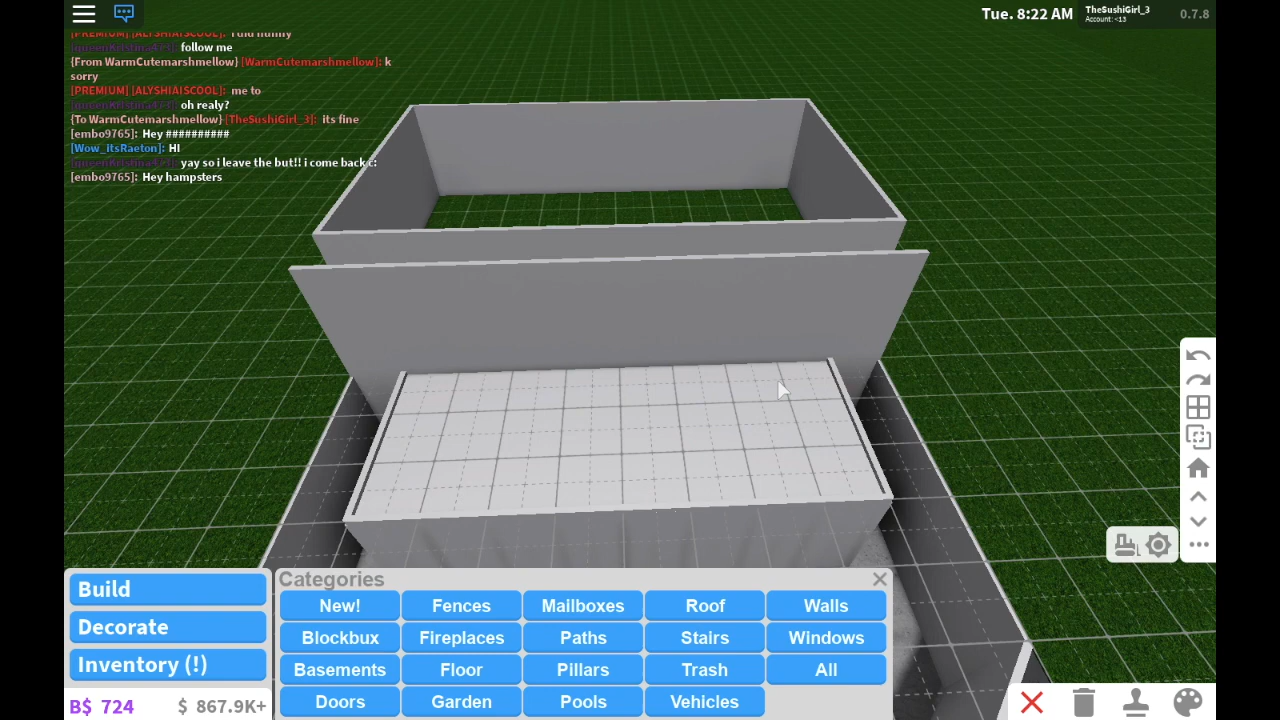 Tue. 8:22 AM
TheSushiGirl_3
Account: <13
0.7.8
[PREMIUM] [ALYSHIAISCOOL]:
follow me
{From WarmCutemarshmellow} [WarmCutemarshmellow]: k
sorry
[PREMIUM] [ALYSHIAISCOOL]: me to
oh realy?
{To WarmCutemarshmellow} [TheSushiGirl_3]: its fine
[embo9765]: Hey ##########
[Wow_itsRaeton]: HI
yay so i leave the but!! i come back c:
[embo9765]: Hey hampsters
Build
Decorate
Inventory (!)
B$ 724 $ 867.9K+
Categories
New! Fences Mailboxes Roof Walls
Blockbux Fireplaces Paths Stairs Windows
Basements Floor Pillars Trash All
Doors Garden Pools Vehicles